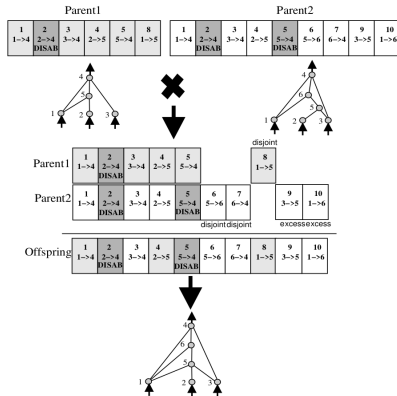 Parent1 Parent2
1 2 3 4 5 8
1->4 2->4 3->4 2->5 5->4 1->5
DISAB
1 2 3 4 5 6 7 9 10
1->4 2->4 3->4 2->5 5->4 5->6 6->4 3->5 1->6
DISAB DISAB
4
5
1 2 3
4
6
5
1 2 3
disjoint
Parent1
1 2 3 4 5 8
1->4 2->4 3->4 2->5 5->4 1->5
DISAB
Parent2
1 2 3 4 5 6 7 9 10
1->4 2->4 3->4 2->5 5->4 5->6 6->4 3->5 1->6
DISAB DISAB
disjoint disjoint excess excess
Offspring
1 2 3 4 5 6 7 8 9 10
1->4 2->4 3->4 2->5 5->4 5->6 6->4 1->5 3->5 1->6
DISAB DISAB
4
6
5
1 2 3